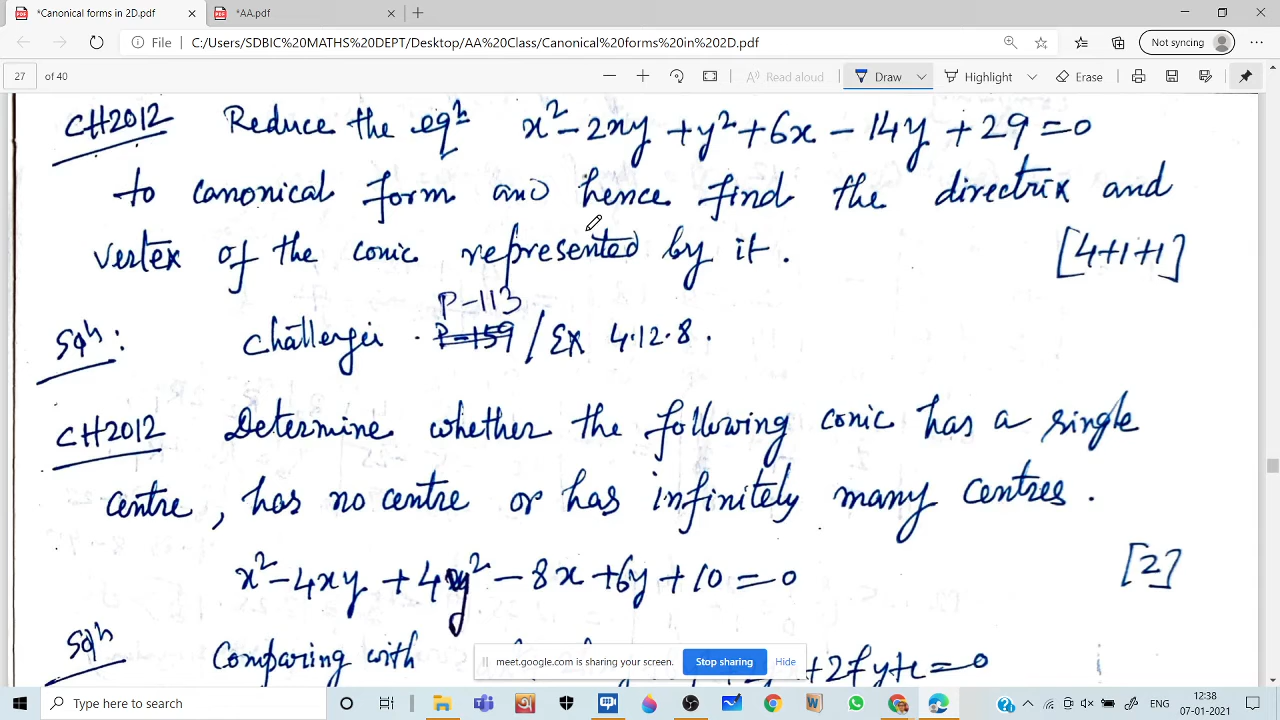 *Canonical forms in 2D.pdf
*AA.pdf
File C:/Users/SDBIC%20MATHS%20DEPT/Desktop/AA%20Class/Canonical%20forms%20in%202D.pdf
Not syncing
27 of 40
Read aloud
Draw
Highlight
Erase
CH2012 Reduce the eqⁿ x² - 2xy + y² + 6x - 14y + 29 = 0
to canonical form and hence find the directrix and
vertex of the conic represented by it. [4+1+1]
P-113
Solⁿ: Challenger . P-159 / Ex 4.12.8.
CH2012 Determine whether the following conic has a single
centre, has no centre or has infinitely many centres.
x² - 4xy + 4y² - 8x + 6y + 10 = 0 [2]
Solⁿ Comparing with +2fy+c=0
meet.google.com is sharing your screen.
Stop sharing
Hide
Type here to search
ENG
12:38
07-01-2021